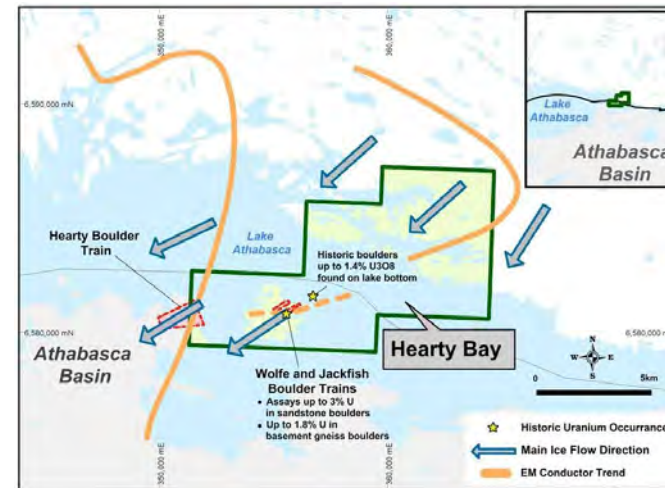 350,000 mE
360,000 mE
6,590,000 mN
Lake
Athabasca
Athabasca
Basin
Hearty Boulder
Train
Lake
Athabasca
Historic boulders
up to 1.4% U3O8
found on lake bottom
6,580,000 mN
6,580,000 m
Hearty Bay
Athabasca
Basin
Wolfe and Jackfish
Boulder Trains
• Assays up to 3% U
in sandstone boulders
• Up to 1.8% U in
basement gneiss boulders
N
W
E
S
0
5km
Historic Uranium Occurrance
Main Ice Flow Direction
EM Conductor Trend
350,000 mE
360,000 mE